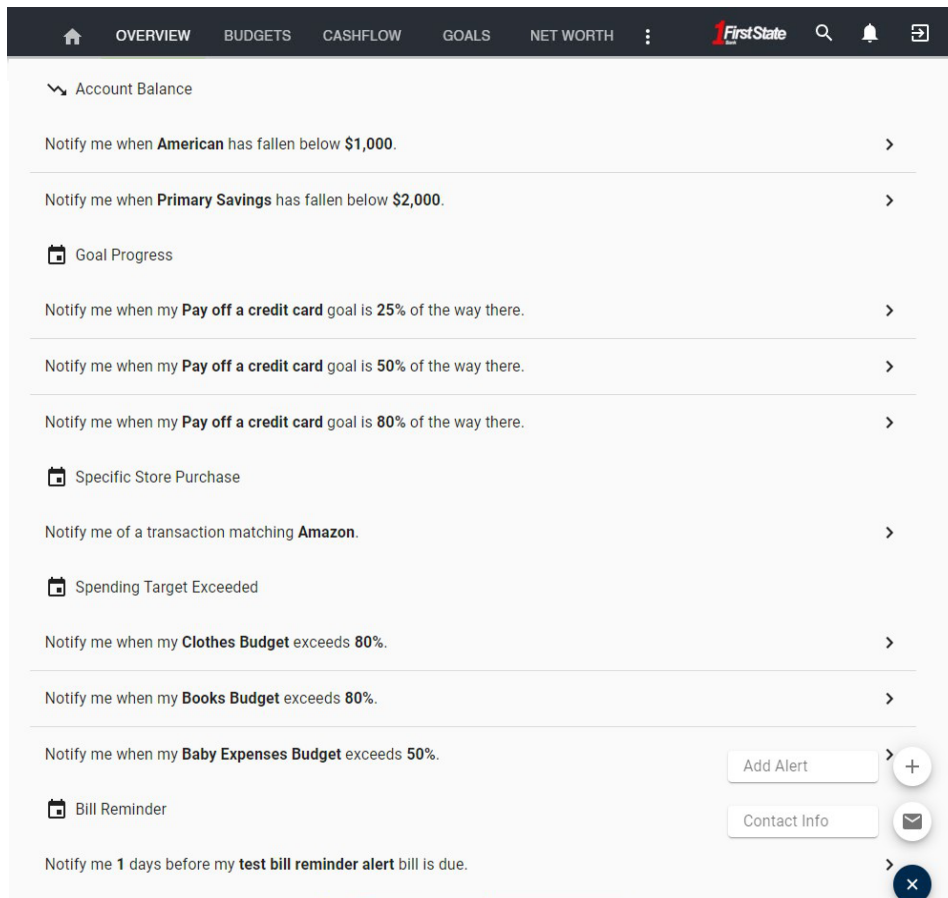 OVERVIEW BUDGETS CASHFLOW GOALS NET WORTH 1FirstState
Bank
Account Balance
Notify me when American has fallen below $1,000.
Notify me when Primary Savings has fallen below $2,000.
Goal Progress
Notify me when my Pay off a credit card goal is 25% of the way there.
Notify me when my Pay off a credit card goal is 50% of the way there.
Notify me when my Pay off a credit card goal is 80% of the way there.
Specific Store Purchase
Notify me of a transaction matching Amazon.
Spending Target Exceeded
Notify me when my Clothes Budget exceeds 80%.
Notify me when my Books Budget exceeds 80%.
Notify me when my Baby Expenses Budget exceeds 50%.
Add Alert
Bill Reminder
Contact Info
Notify me 1 days before my test bill reminder alert bill is due.